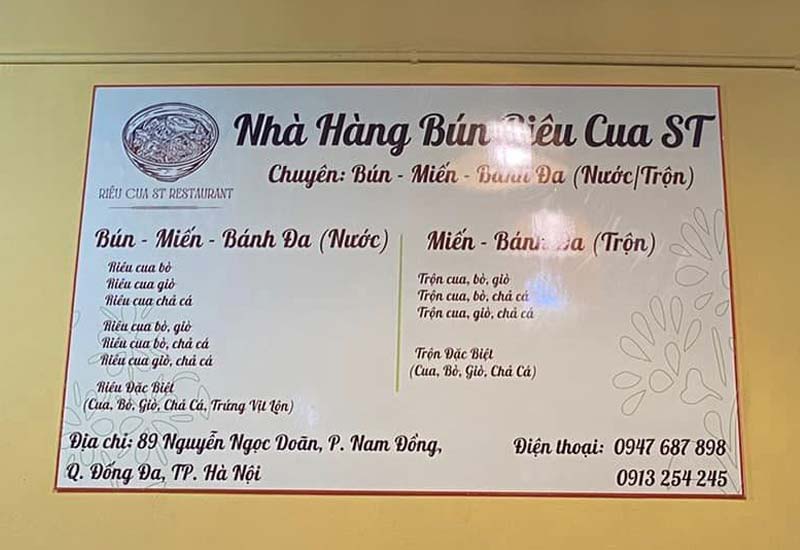 Nhà Hàng Bún Riêu Cua ST
RIÊU CUA ST RESTAURANT
Chuyên: Bún - Miến - Bánh Đa (Nước/Trộn)
Bún - Miến - Bánh Đa (Nước)
Riêu cua bò
Riêu cua giò
Riêu cua chả cá
Riêu cua bò, giò
Riêu cua bò, chả cá
Riêu cua giò, chả cá
Riêu Đặc Biệt
(Cua, Bò, Giò, Chả Cá, Trứng Vịt Lộn)
Miến - Bánh Đa (Trộn)
Trộn cua, bò, giò
Trộn cua, bò, chả cá
Trộn cua, giò, chả cá
Trộn Đặc Biệt
(Cua, Bò, Giò, Chả Cá)
Địa chỉ: 89 Nguyễn Ngọc Doãn, P. Nam Đồng,
Q. Đống Đa, TP. Hà Nội
Điện thoại: 0947 687 898
0913 254 245